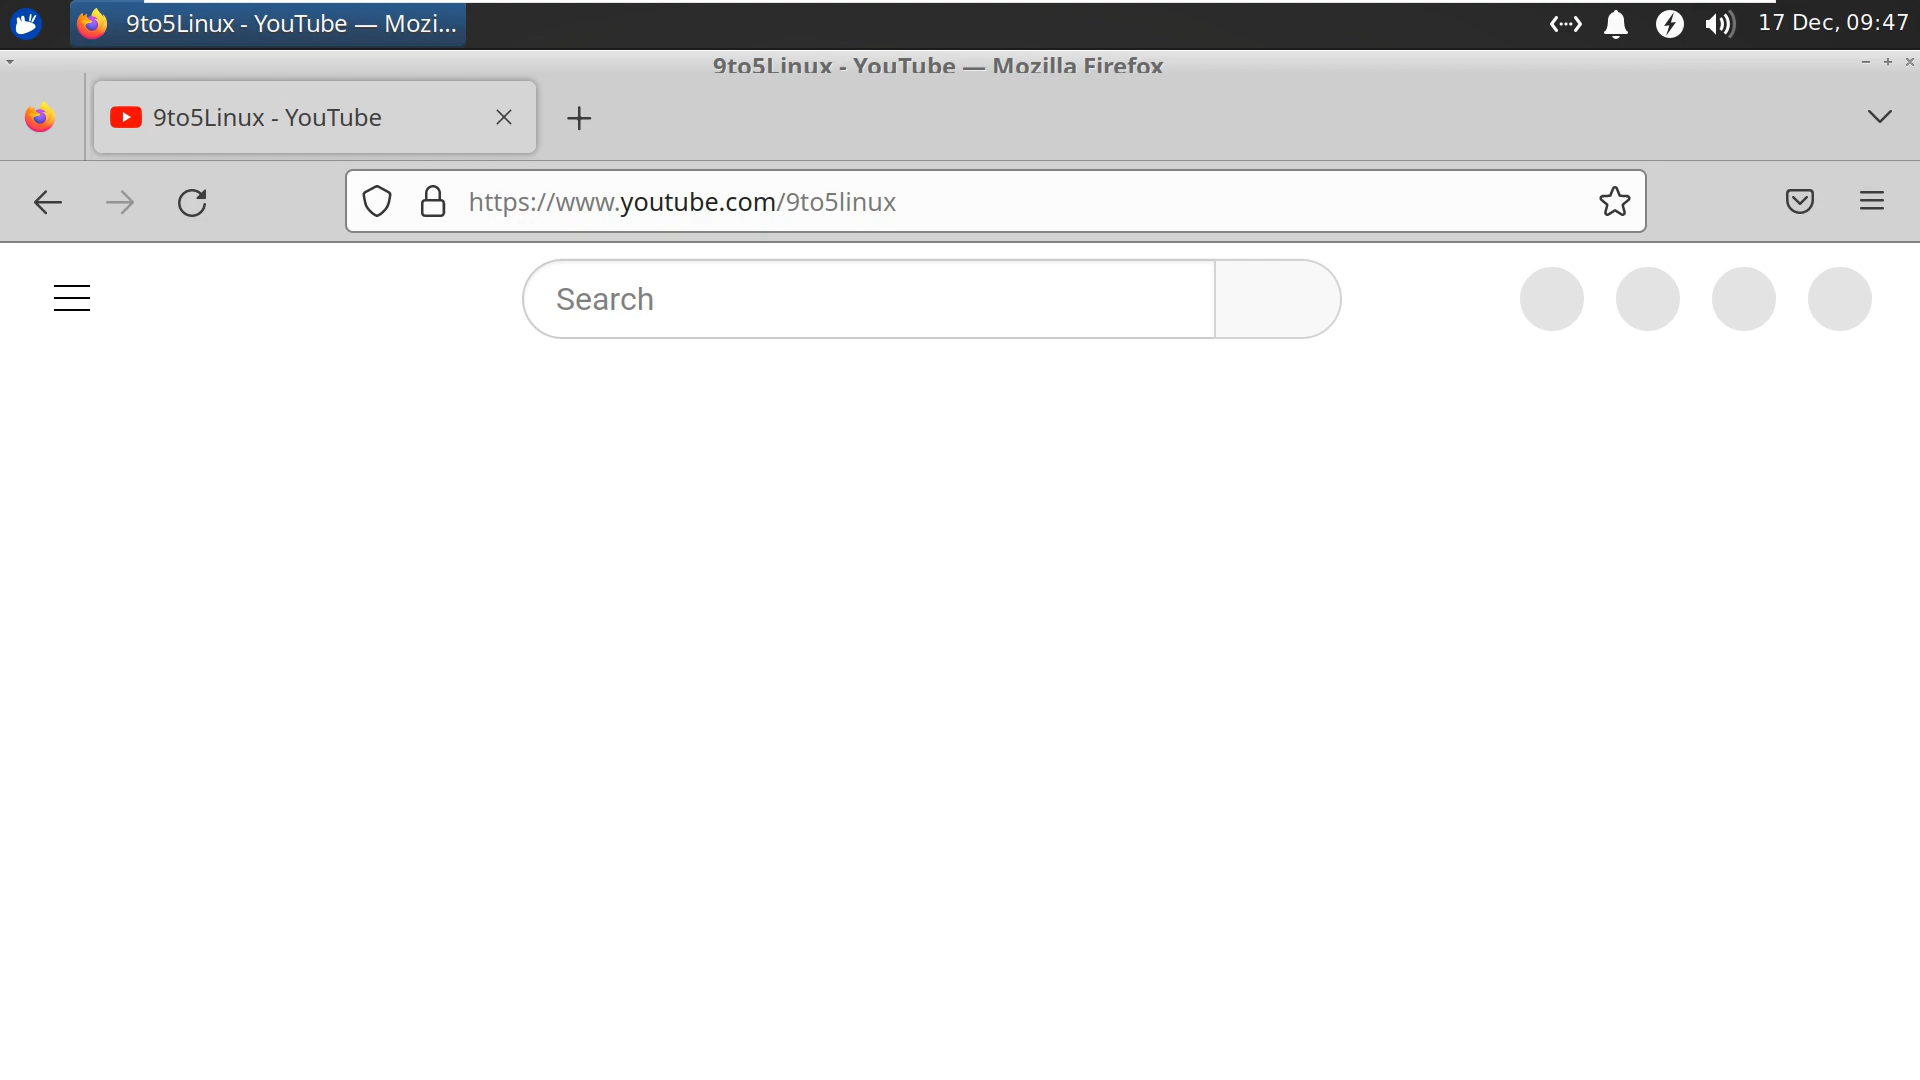 9to5Linux - YouTube — Mozi...
17 Dec, 09:47
9to5Linux - YouTube — Mozilla Firefox
9to5Linux - YouTube
https://www.youtube.com/9to5linux
Search